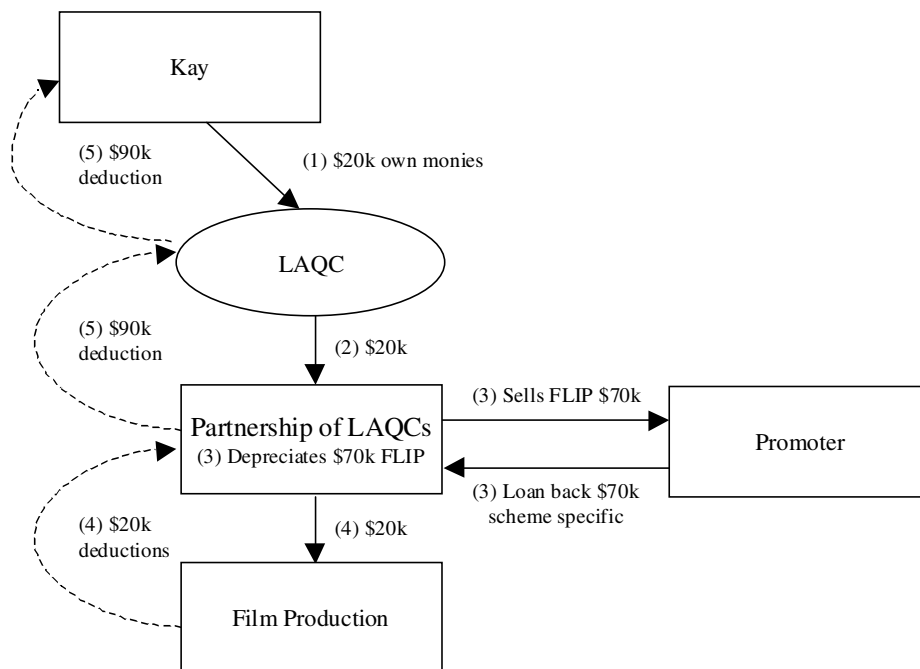 Kay
(5) $90k
deduction
(1) $20k own monies
LAQC
(5) $90k
deduction
(2) $20k
Partnership of LAQCs
(3) Depreciates $70k FLIP
(3) Sells FLIP $70k
Promoter
(3) Loan back $70k
scheme specific
(4) $20k
deductions
(4) $20k
Film Production